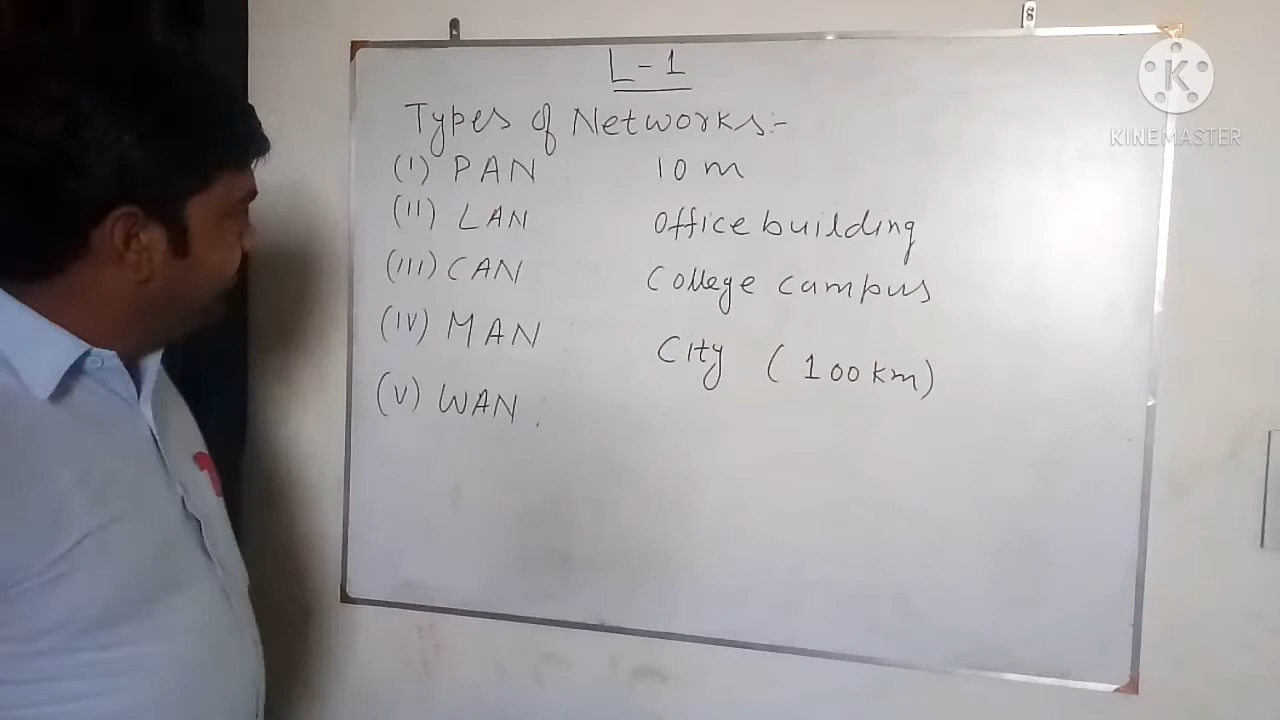 L-1
Types of Networks:-
(i) PAN 10 m
(ii) LAN Office building
(iii) CAN College campus
(iv) MAN City (100 km)
(v) WAN.
8
K
KINEMASTER